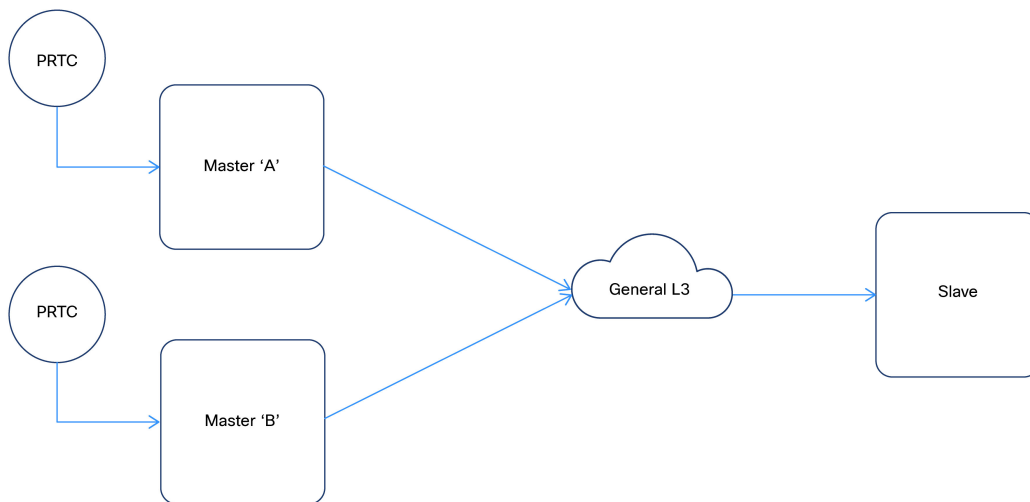 PRTC
Master ‘A’
General L3
Slave
PRTC
Master ‘B’